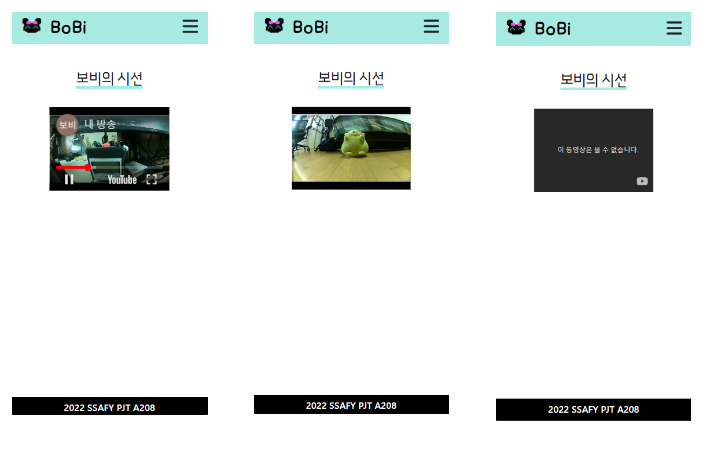 BoBi
보비의 시선
보비 내 방송
YouTube
2022 SSAFY PJT A208
BoBi
보비의 시선
2022 SSAFY PJT A208
BoBi
보비의 시선
이 동영상은 볼 수 없습니다.
2022 SSAFY PJT A208